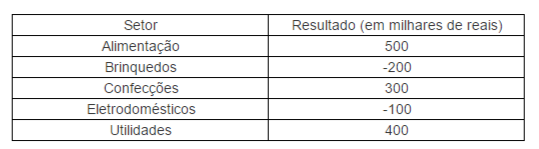 Setor Resultado (em milhares de reais)
Alimentação 500
Brinquedos -200
Confecções 300
Eletrodomésticos -100
Utilidades 400